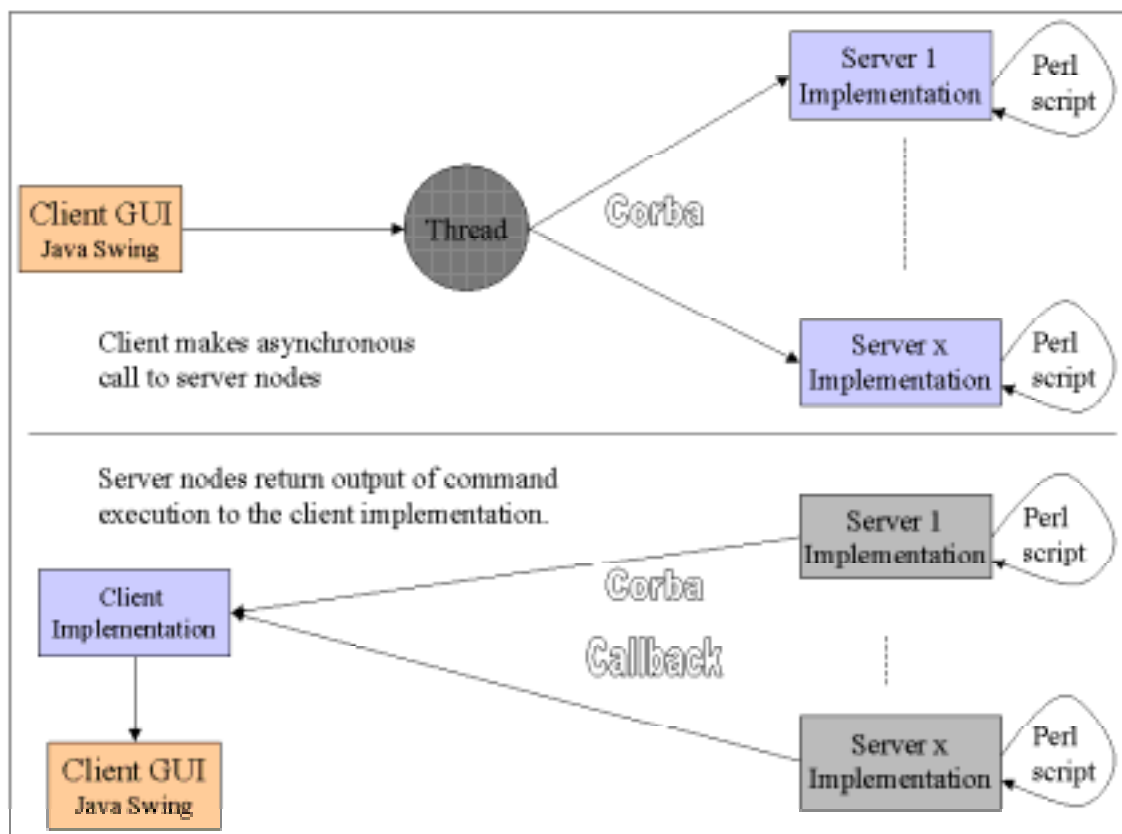 Server 1
Implementation
Perl
script
Client GUI
Java Swing
Thread
Corba
Client makes asynchronous
call to server nodes
Server x
Implementation
Perl
script
Server nodes return output of command
execution to the client implementation.
Server 1
Implementation
Perl
script
Client
Implementation
Corba
Callback
Server x
Implementation
Perl
script
Client GUI
Java Swing